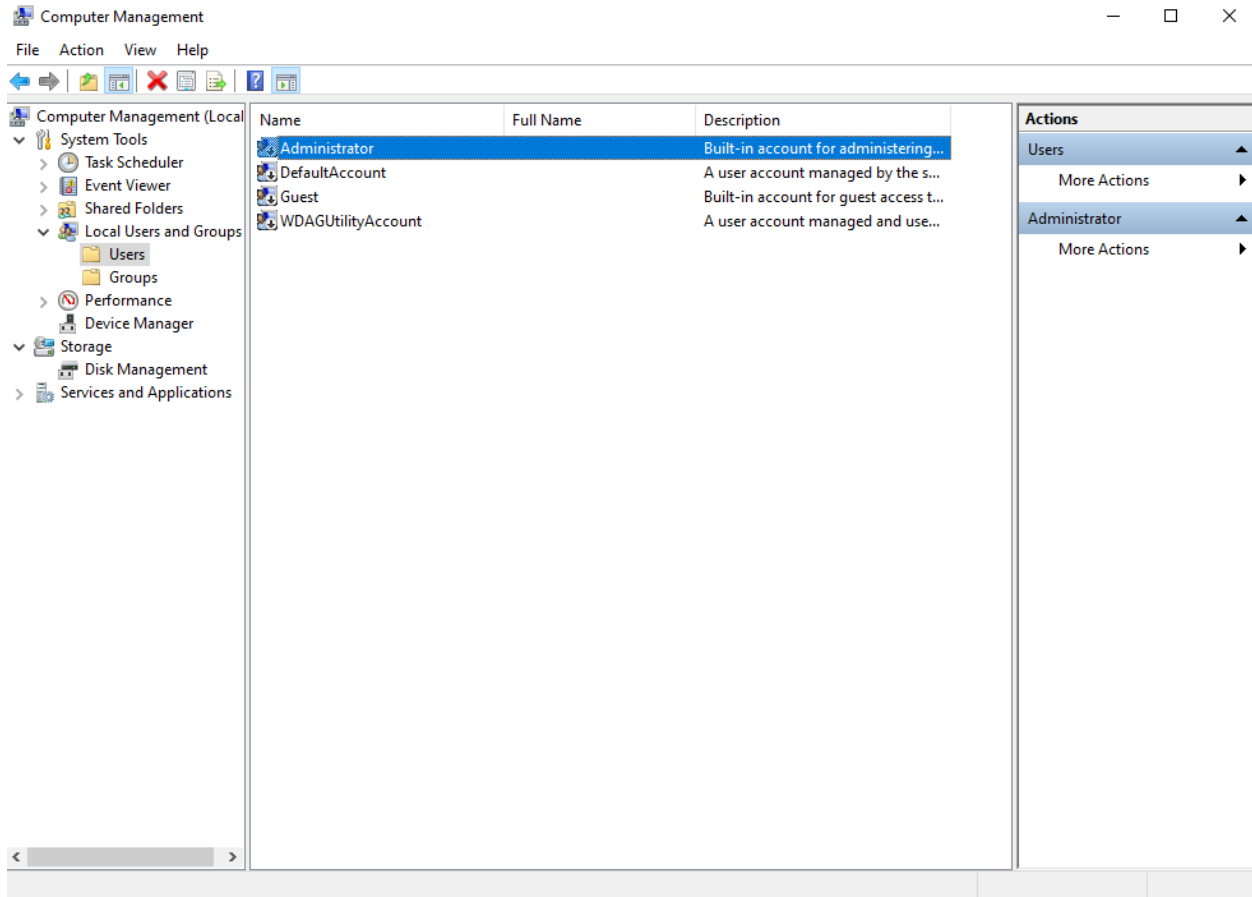 Computer Management
File Action View Help
Computer Management (Local
System Tools
Task Scheduler
Event Viewer
Shared Folders
Local Users and Groups
Users
Groups
Performance
Device Manager
Storage
Disk Management
Services and Applications
Name Full Name Description
Administrator Built-in account for administering...
DefaultAccount A user account managed by the s...
Guest Built-in account for guest access t...
WDAGUtilityAccount A user account managed and use...
Actions
Users
More Actions
Administrator
More Actions